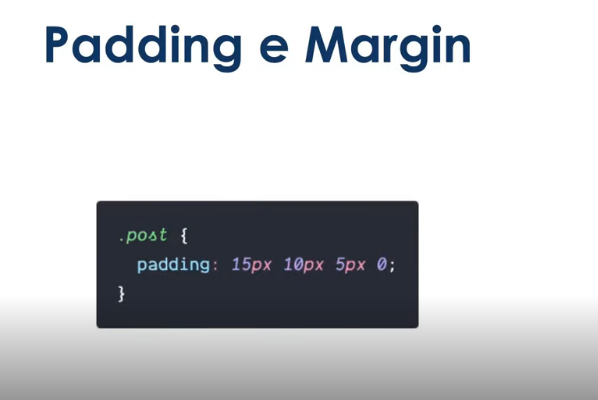 Padding e Margin
.post {
padding: 15px 10px 5px 0;
}